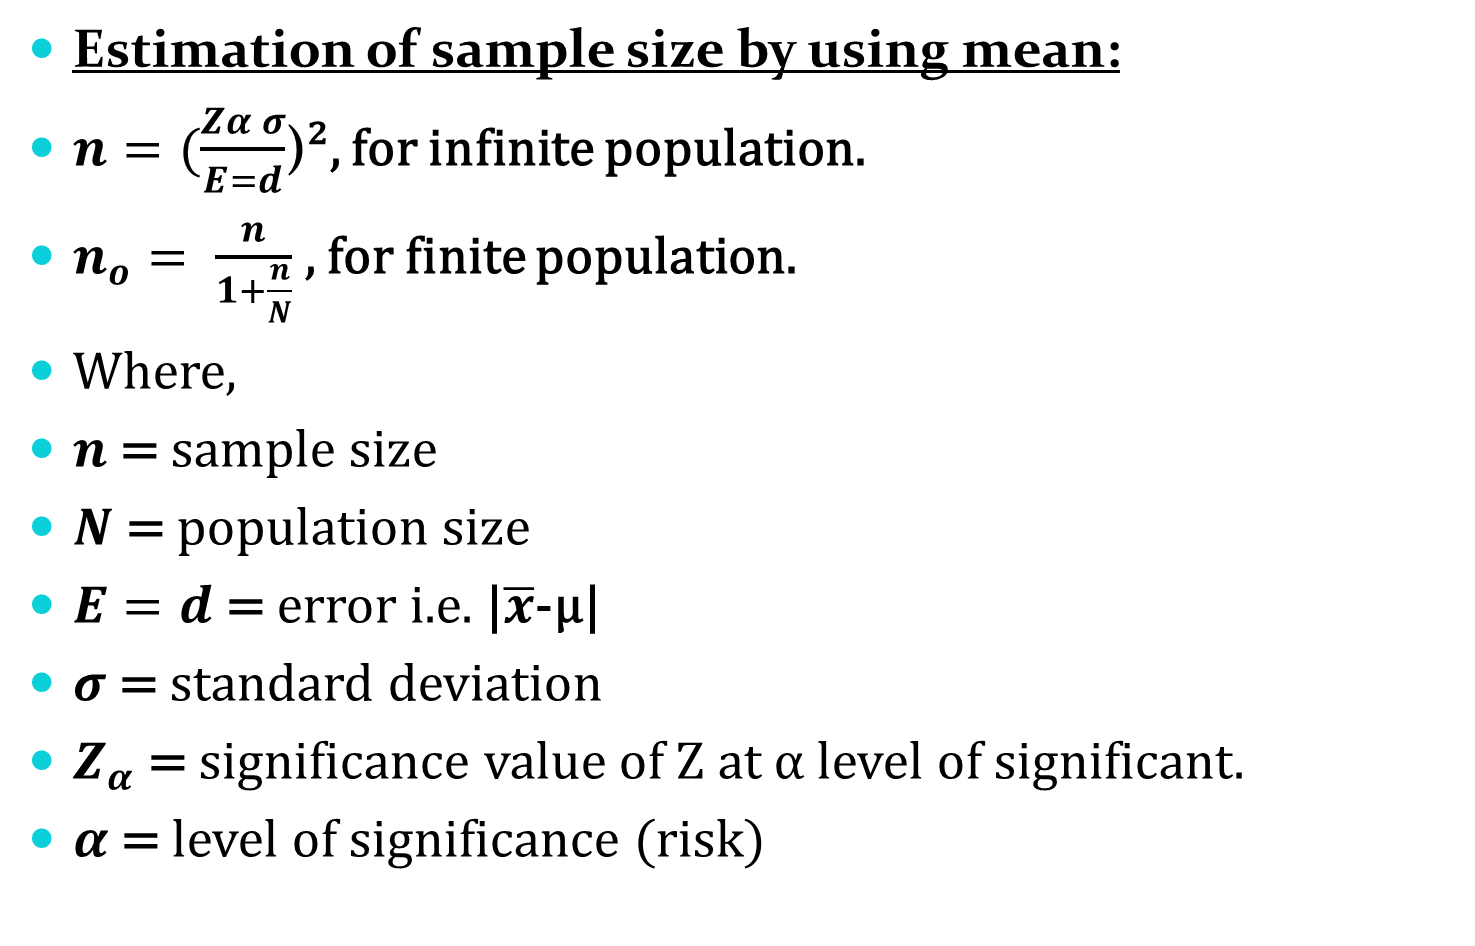 • Estimation of sample size by using mean:
• n = (Zα σ / E=d)², for infinite population.
• nₒ = n / (1+ n/N) , for finite population.
• Where,
• n = sample size
• N = population size
• E = d = error i.e. |x̅-μ|
• σ = standard deviation
• Zα = significance value of Z at α level of significant.
• α = level of significance (risk)